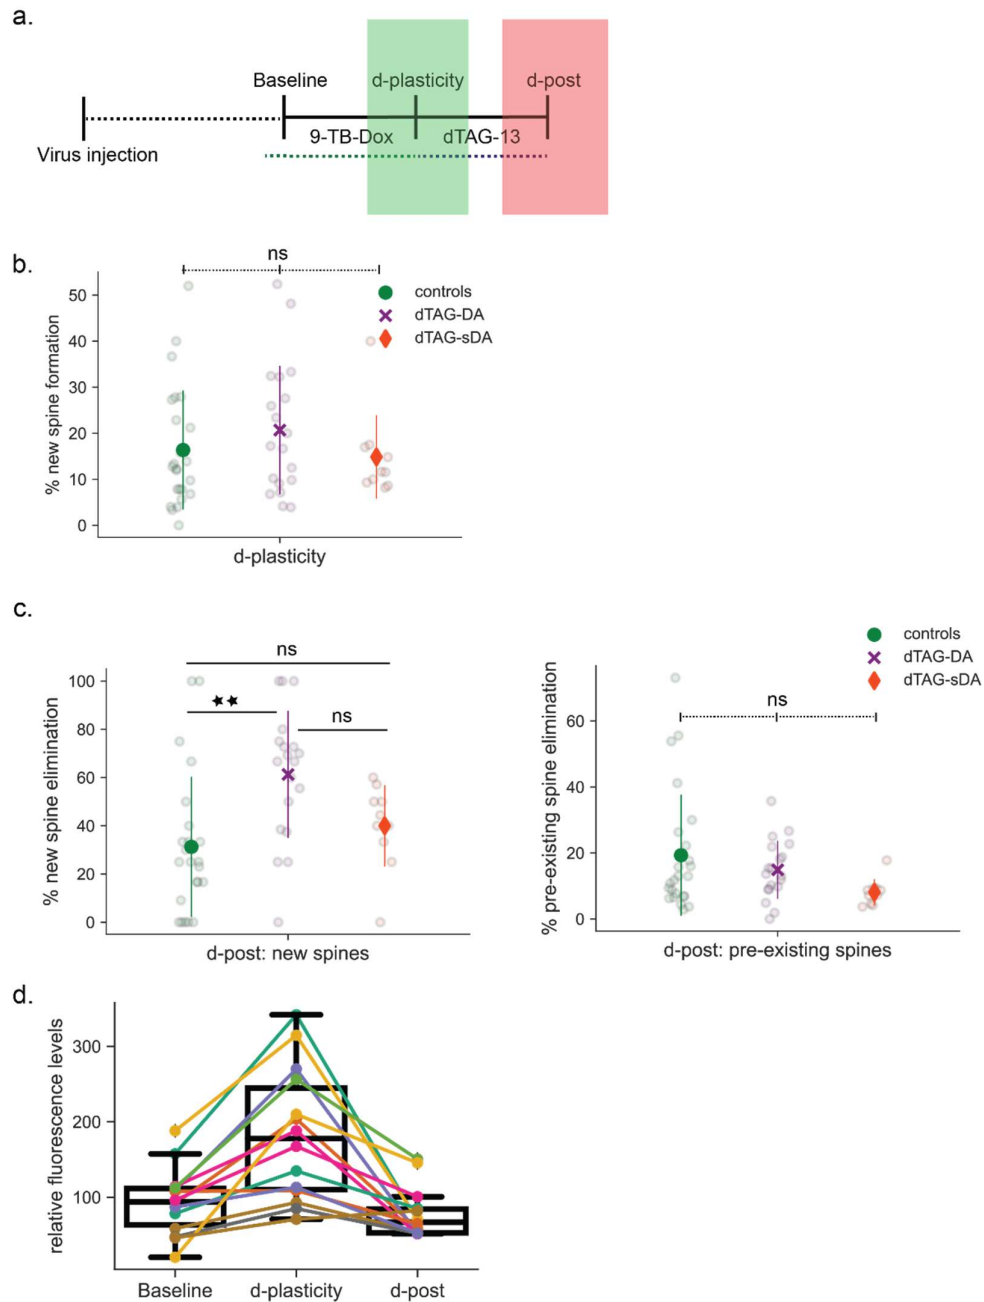 a.
Baseline d-plasticity d-post
9-TB-Dox dTAG-13
Virus injection
b.
ns
controls
dTAG-DA
dTAG-sDA
% new spine formation
50
40
30
20
10
0
d-plasticity
c.
ns
★★
ns
% new spine elimination
100
80
60
40
20
0
d-post: new spines
controls
dTAG-DA
dTAG-sDA
ns
% pre-existing spine elimination
60
40
20
0
d-post: pre-existing spines
d.
relative fluorescence levels
300
200
100
Baseline d-plasticity d-post